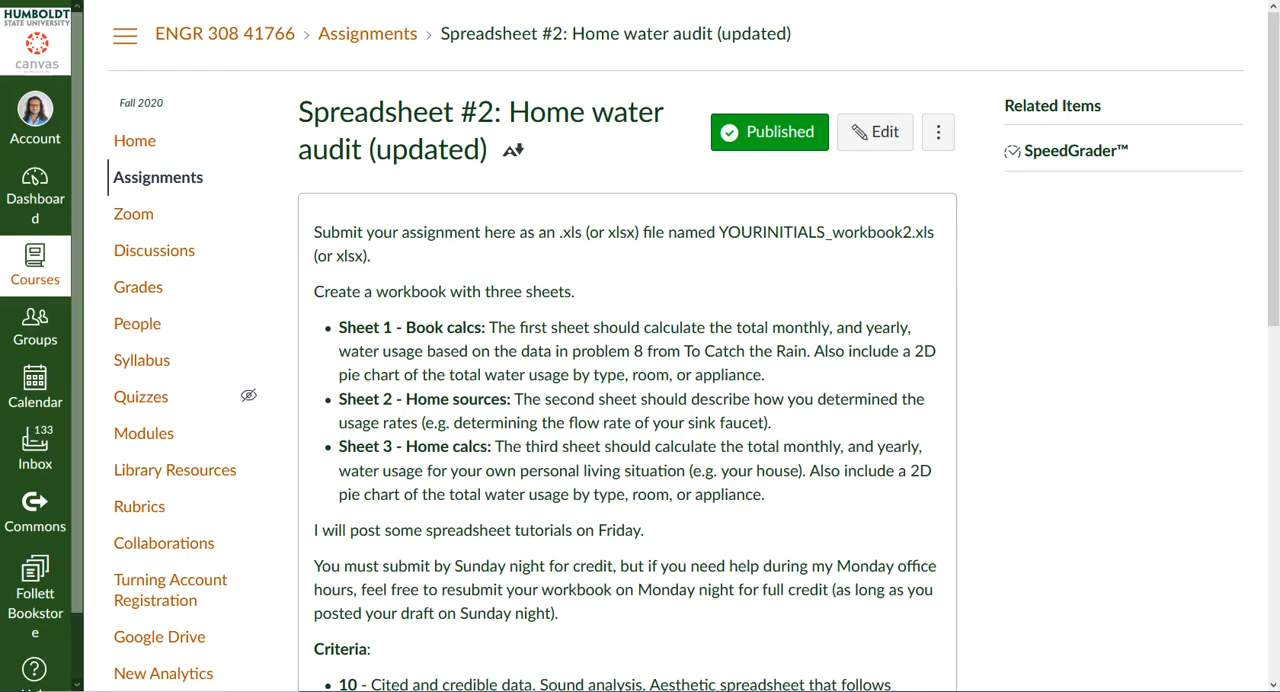 HUMBOLDT
STATE UNIVERSITY
canvas
Account
Dashboar
d
Courses
Groups
Calendar
133
Inbox
Commons
Follett
Bookstor
e
ENGR 308 41766 > Assignments > Spreadsheet #2: Home water audit (updated)
Fall 2020
Home
Assignments
Zoom
Discussions
Grades
People
Syllabus
Quizzes
Modules
Library Resources
Rubrics
Collaborations
Turning Account
Registration
Google Drive
New Analytics
Spreadsheet #2: Home water
audit (updated)
Published
Edit
Submit your assignment here as an .xls (or xlsx) file named YOURINITIALS_workbook2.xls
(or xlsx).
Create a workbook with three sheets.
• Sheet 1 - Book calcs: The first sheet should calculate the total monthly, and yearly,
water usage based on the data in problem 8 from To Catch the Rain. Also include a 2D
pie chart of the total water usage by type, room, or appliance.
• Sheet 2 - Home sources: The second sheet should describe how you determined the
usage rates (e.g. determining the flow rate of your sink faucet).
• Sheet 3 - Home calcs: The third sheet should calculate the total monthly, and yearly,
water usage for your own personal living situation (e.g. your house). Also include a 2D
pie chart of the total water usage by type, room, or appliance.
I will post some spreadsheet tutorials on Friday.
You must submit by Sunday night for credit, but if you need help during my Monday office
hours, feel free to resubmit your workbook on Monday night for full credit (as long as you
posted your draft on Sunday night).
Criteria:
• 10 - Cited and credible data. Sound analysis. Aesthetic spreadsheet that follows
Related Items
SpeedGrader™